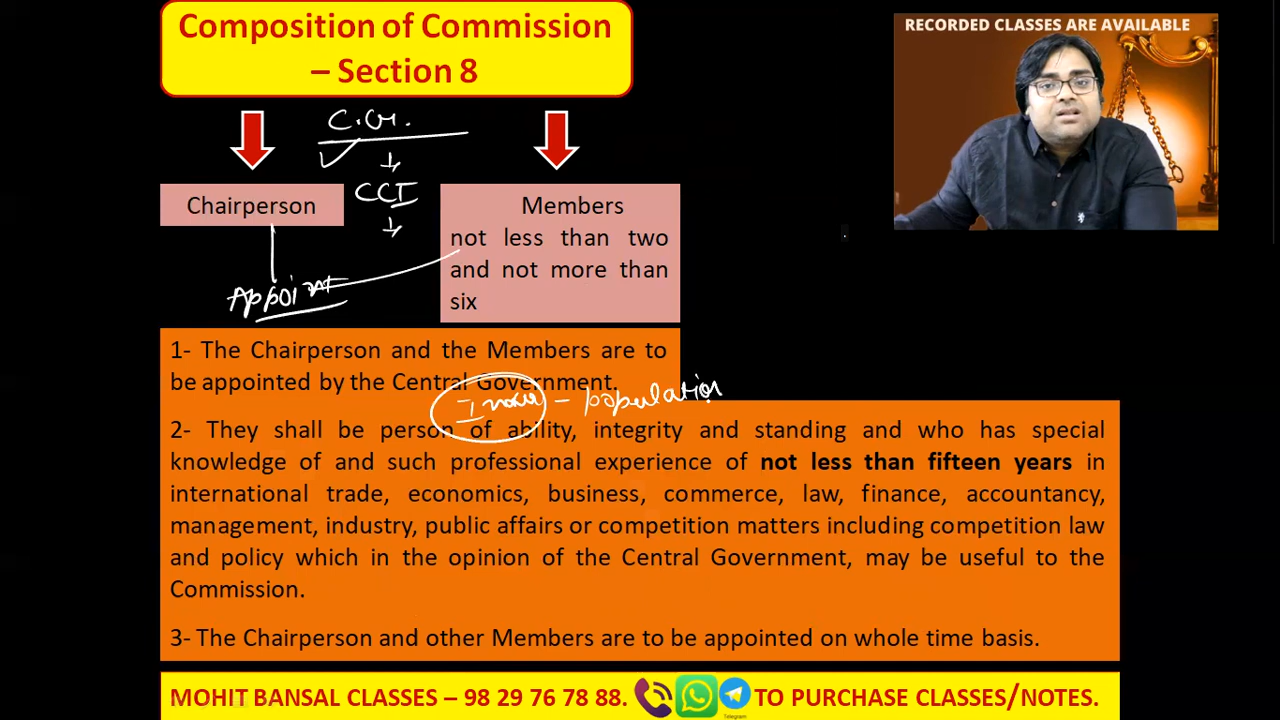 Composition of Commission
– Section 8
RECORDED CLASSES ARE AVAILABLE
C.G.
CCI
Chairperson
Members
not less than two
and not more than
six
Appoint
1- The Chairperson and the Members are to
be appointed by the Central Government.
population
2- They shall be person of ability, integrity and standing and who has special
knowledge of and such professional experience of not less than fifteen years in
international trade, economics, business, commerce, law, finance, accountancy,
management, industry, public affairs or competition matters including competition law
and policy which in the opinion of the Central Government, may be useful to the
Commission.
3- The Chairperson and other Members are to be appointed on whole time basis.
MOHIT BANSAL CLASSES – 98 29 76 78 88. TO PURCHASE CLASSES/NOTES.
Telegram